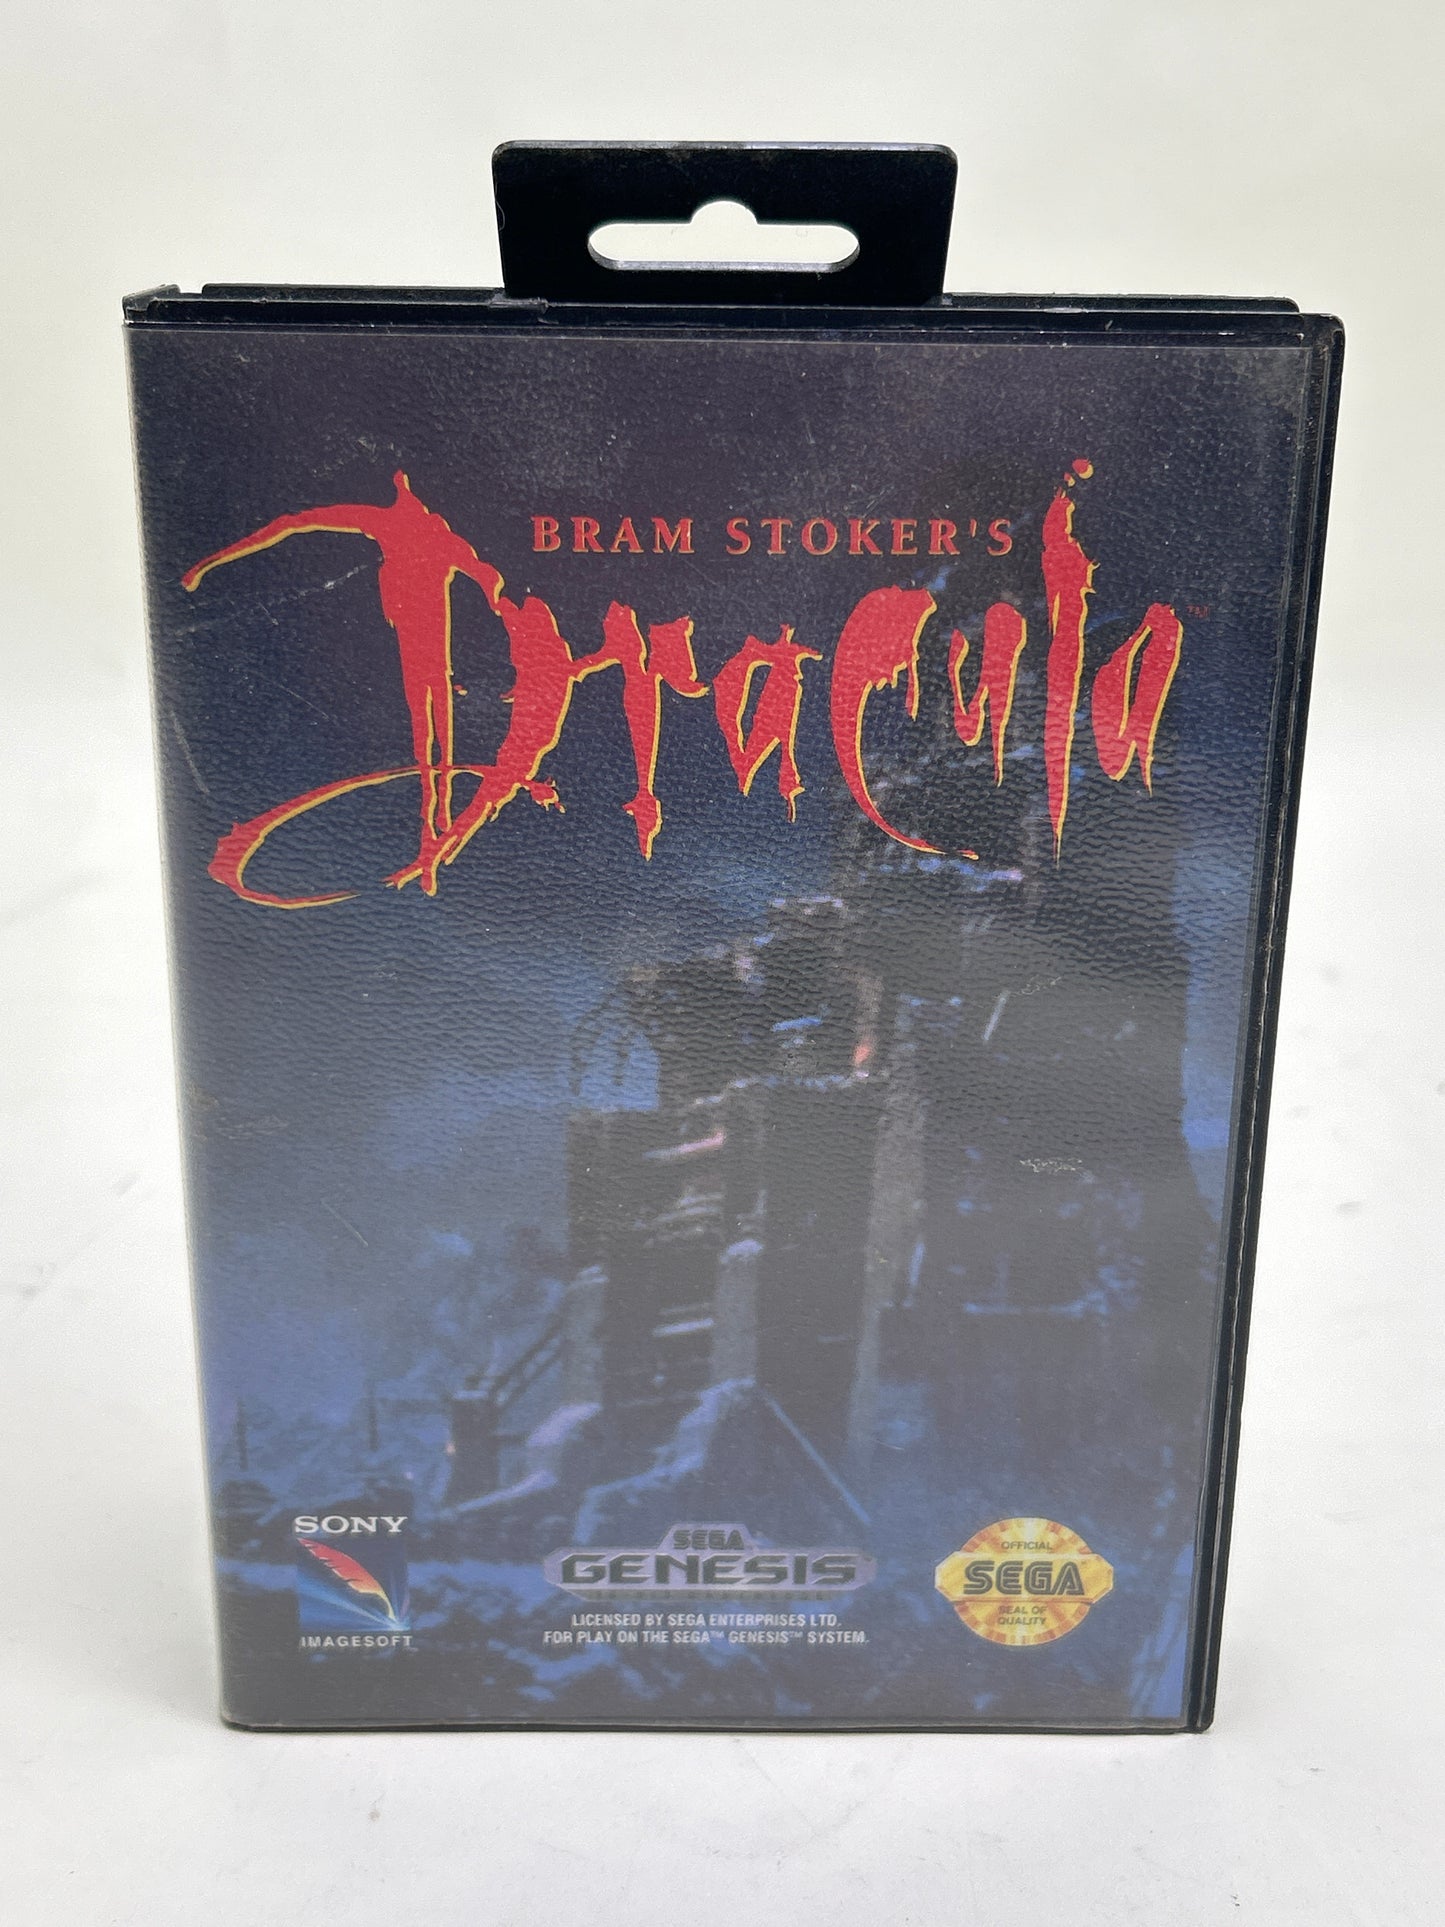 BRAM STOKER'S
Dracula™
SONY
IMAGESOFT
SEGA
GENESIS
LICENSED BY SEGA ENTERPRISES LTD.
FOR PLAY ON THE SEGA™ GENESIS™ SYSTEM.
OFFICIAL
SEGA
SEAL OF
QUALITY